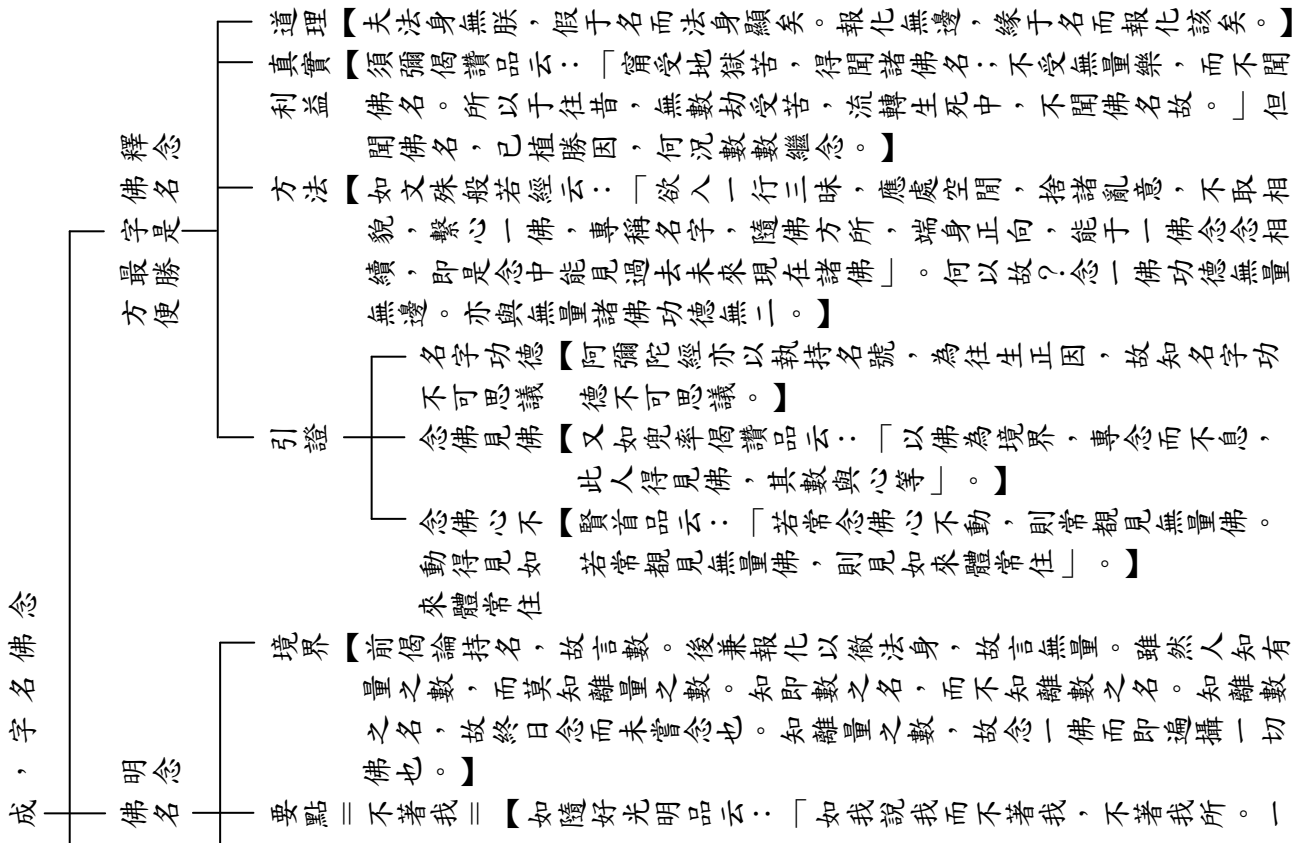 道理【夫法身無朕，假于名而法身顯矣。報化無邊，緣于名而報化該矣。】
真實【須彌偈讚品云：「甯受地獄苦，得聞諸佛名；不受無量樂，而不聞
利益　佛名。所以于往昔，無數劫受苦，流轉生死中，不聞佛名故。」但
聞佛名，已植勝因，何況數數繼念。】
釋念
佛名
字是
最勝
方便
方法【如文殊般若經云：「欲入一行三昧，應處空閒，捨諸亂意，不取相
貌，繫心一佛，專稱名字，隨佛方所，端身正向，能于一佛念念相
續，即是念中能見過去未來現在諸佛」。何以故？念一佛功德無量
無邊。亦與無量諸佛功德無二。】
引證
名字功德【阿彌陀經亦以執持名號，為往生正因，故知名字功
不可思議　德不可思議。】
念佛見佛【又如兜率偈讚品云：「以佛為境界，專念而不息，
此人得見佛，其數與心等」。】
念佛心不【賢首品云：「若常念佛心不動，則常覩見無量佛。
動得見如　若常覩見無量佛，則見如來體常住」。】
來體常住
念
佛
名
字
，
成
明念
佛名
境界【前偈論持名，故言數。後兼報化以徹法身，故言無量。雖然人知有
量之數，而莫知離量之數。知即數之名，而不知離數之名。知離數
之名，故終日念而未嘗念也。知離量之數，故念一佛而即遍攝一切
佛也。】
要點＝不著我＝【如隨好光明品云：「如我說我而不著我，不著我所。一